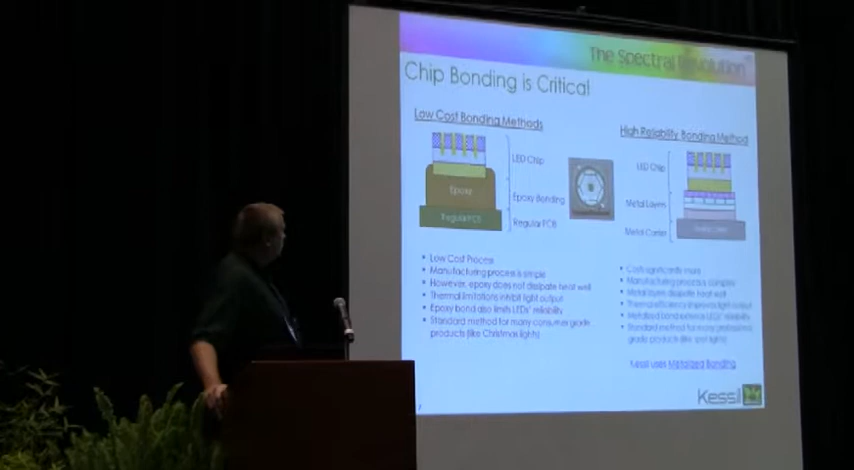 The Spectral Revolution
Chip Bonding is Critical
Low Cost Bonding Methods
LED Chip
Epoxy
Epoxy Bonding
Regular PCB
Regular PCB
• Low Cost Process
• Manufacturing process is simple
• However, epoxy does not dissipate heat well
• Thermal limitations inhibit light output
• Epoxy bond also limits LEDs' reliability
• Standard method for many consumer grade
products (like Christmas lights)
High Reliability Bonding Method
LED Chip
Metal Layers
Metal Carrier
• Cost significantly more
• Manufacturing process complex
• Metal layers dissipate heat well
• Thermal efficiency improves light output
• Metalized bond extends LEDs' reliability
• Standard method for many professional
grade products (like spot lights)
Kessil uses Metalized Bonding
Kessil